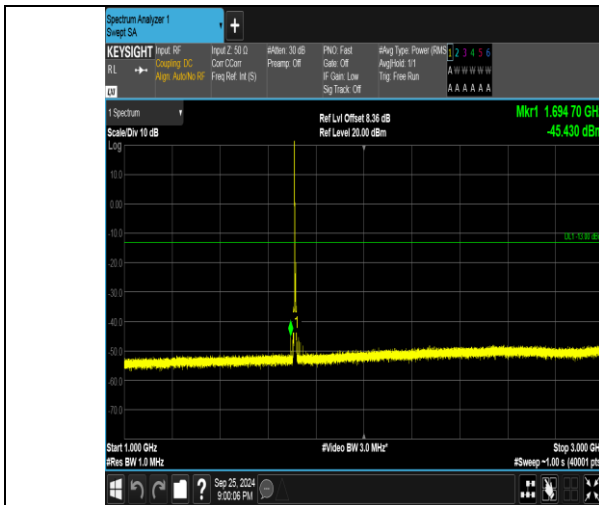 Spectrum Analyzer 1
Swept SA
+
KEYSIGHT Input: RF Input Z: 50 Ω #Atten: 30 dB PNO: Fast #Avg Type: Power (RMS 1 2 3 4 5 6
RL Coupling: DC Corr CCorr Preamp: Off Gate: Off Avg|Hold: 1/1 A W W W W W
Align: Auto/No RF Freq Ref: Int (S) IF Gain: Low Trig: Free Run
Sig Track: Off A A A A A A
LXI
1 Spectrum Ref Lvl Offset 8.36 dB Mkr1 1.694 70 GH
Scale/Div 10 dB Ref Level 20.00 dBm -45.430 dBm
Log
10.0
0.00
-10.0
DL1 -13.00 dBm
-20.0
-30.0
-40.0
1
-50.0
-60.0
-70.0
Start 1.000 GHz #Video BW 3.0 MHz* Stop 3.000 GH
#Res BW 1.0 MHz #Sweep ~1.00 s (40001 pts
? Sep 25, 2024
9:00:06 PM